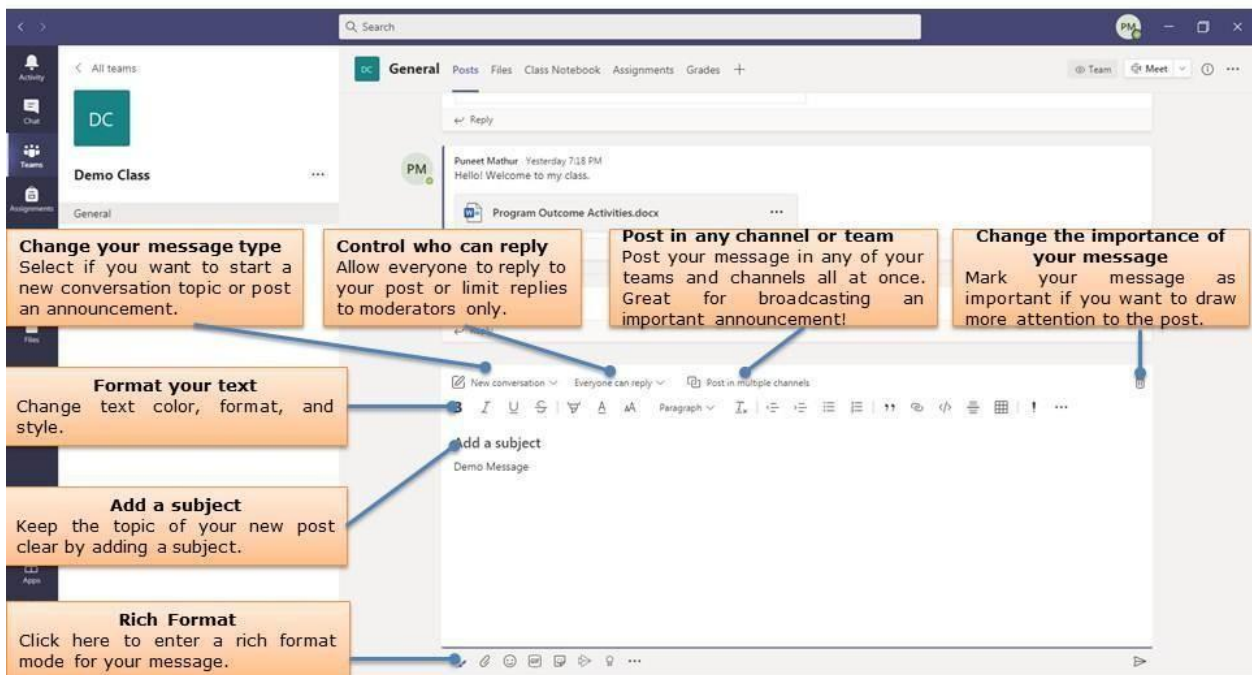 Search
PM
Activity
Chat
Teams
Assignments
Files
Apps
All teams
DC
Demo Class
General
DC General Posts Files Class Notebook Assignments Grades
Team Meet
Reply
PM
Puneet Mathur Yesterday 7:18 PM
Hello! Welcome to my class.
Program Outcome Activities.docx
Change your message type
Select if you want to start a
new conversation topic or post
an announcement.
Control who can reply
Allow everyone to reply to
your post or limit replies
to moderators only.
Post in any channel or team
Post your message in any of your
teams and channels all at once.
Great for broadcasting an
important announcement!
Change the importance of
your message
Mark your message as
important if you want to draw
more attention to the post.
Reply
New conversation Everyone can reply Post in multiple channels
Format your text
Change text color, format, and
style.
B I U S A AA Paragraph
Add a subject
Demo Message
Add a subject
Keep the topic of your new post
clear by adding a subject.
Rich Format
Click here to enter a rich format
mode for your message.
GIF